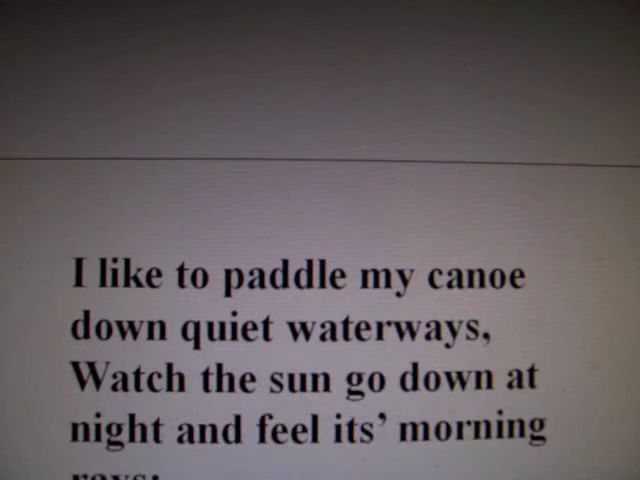 I like to paddle my canoe
down quiet waterways,
Watch the sun go down at
night and feel its’ morning